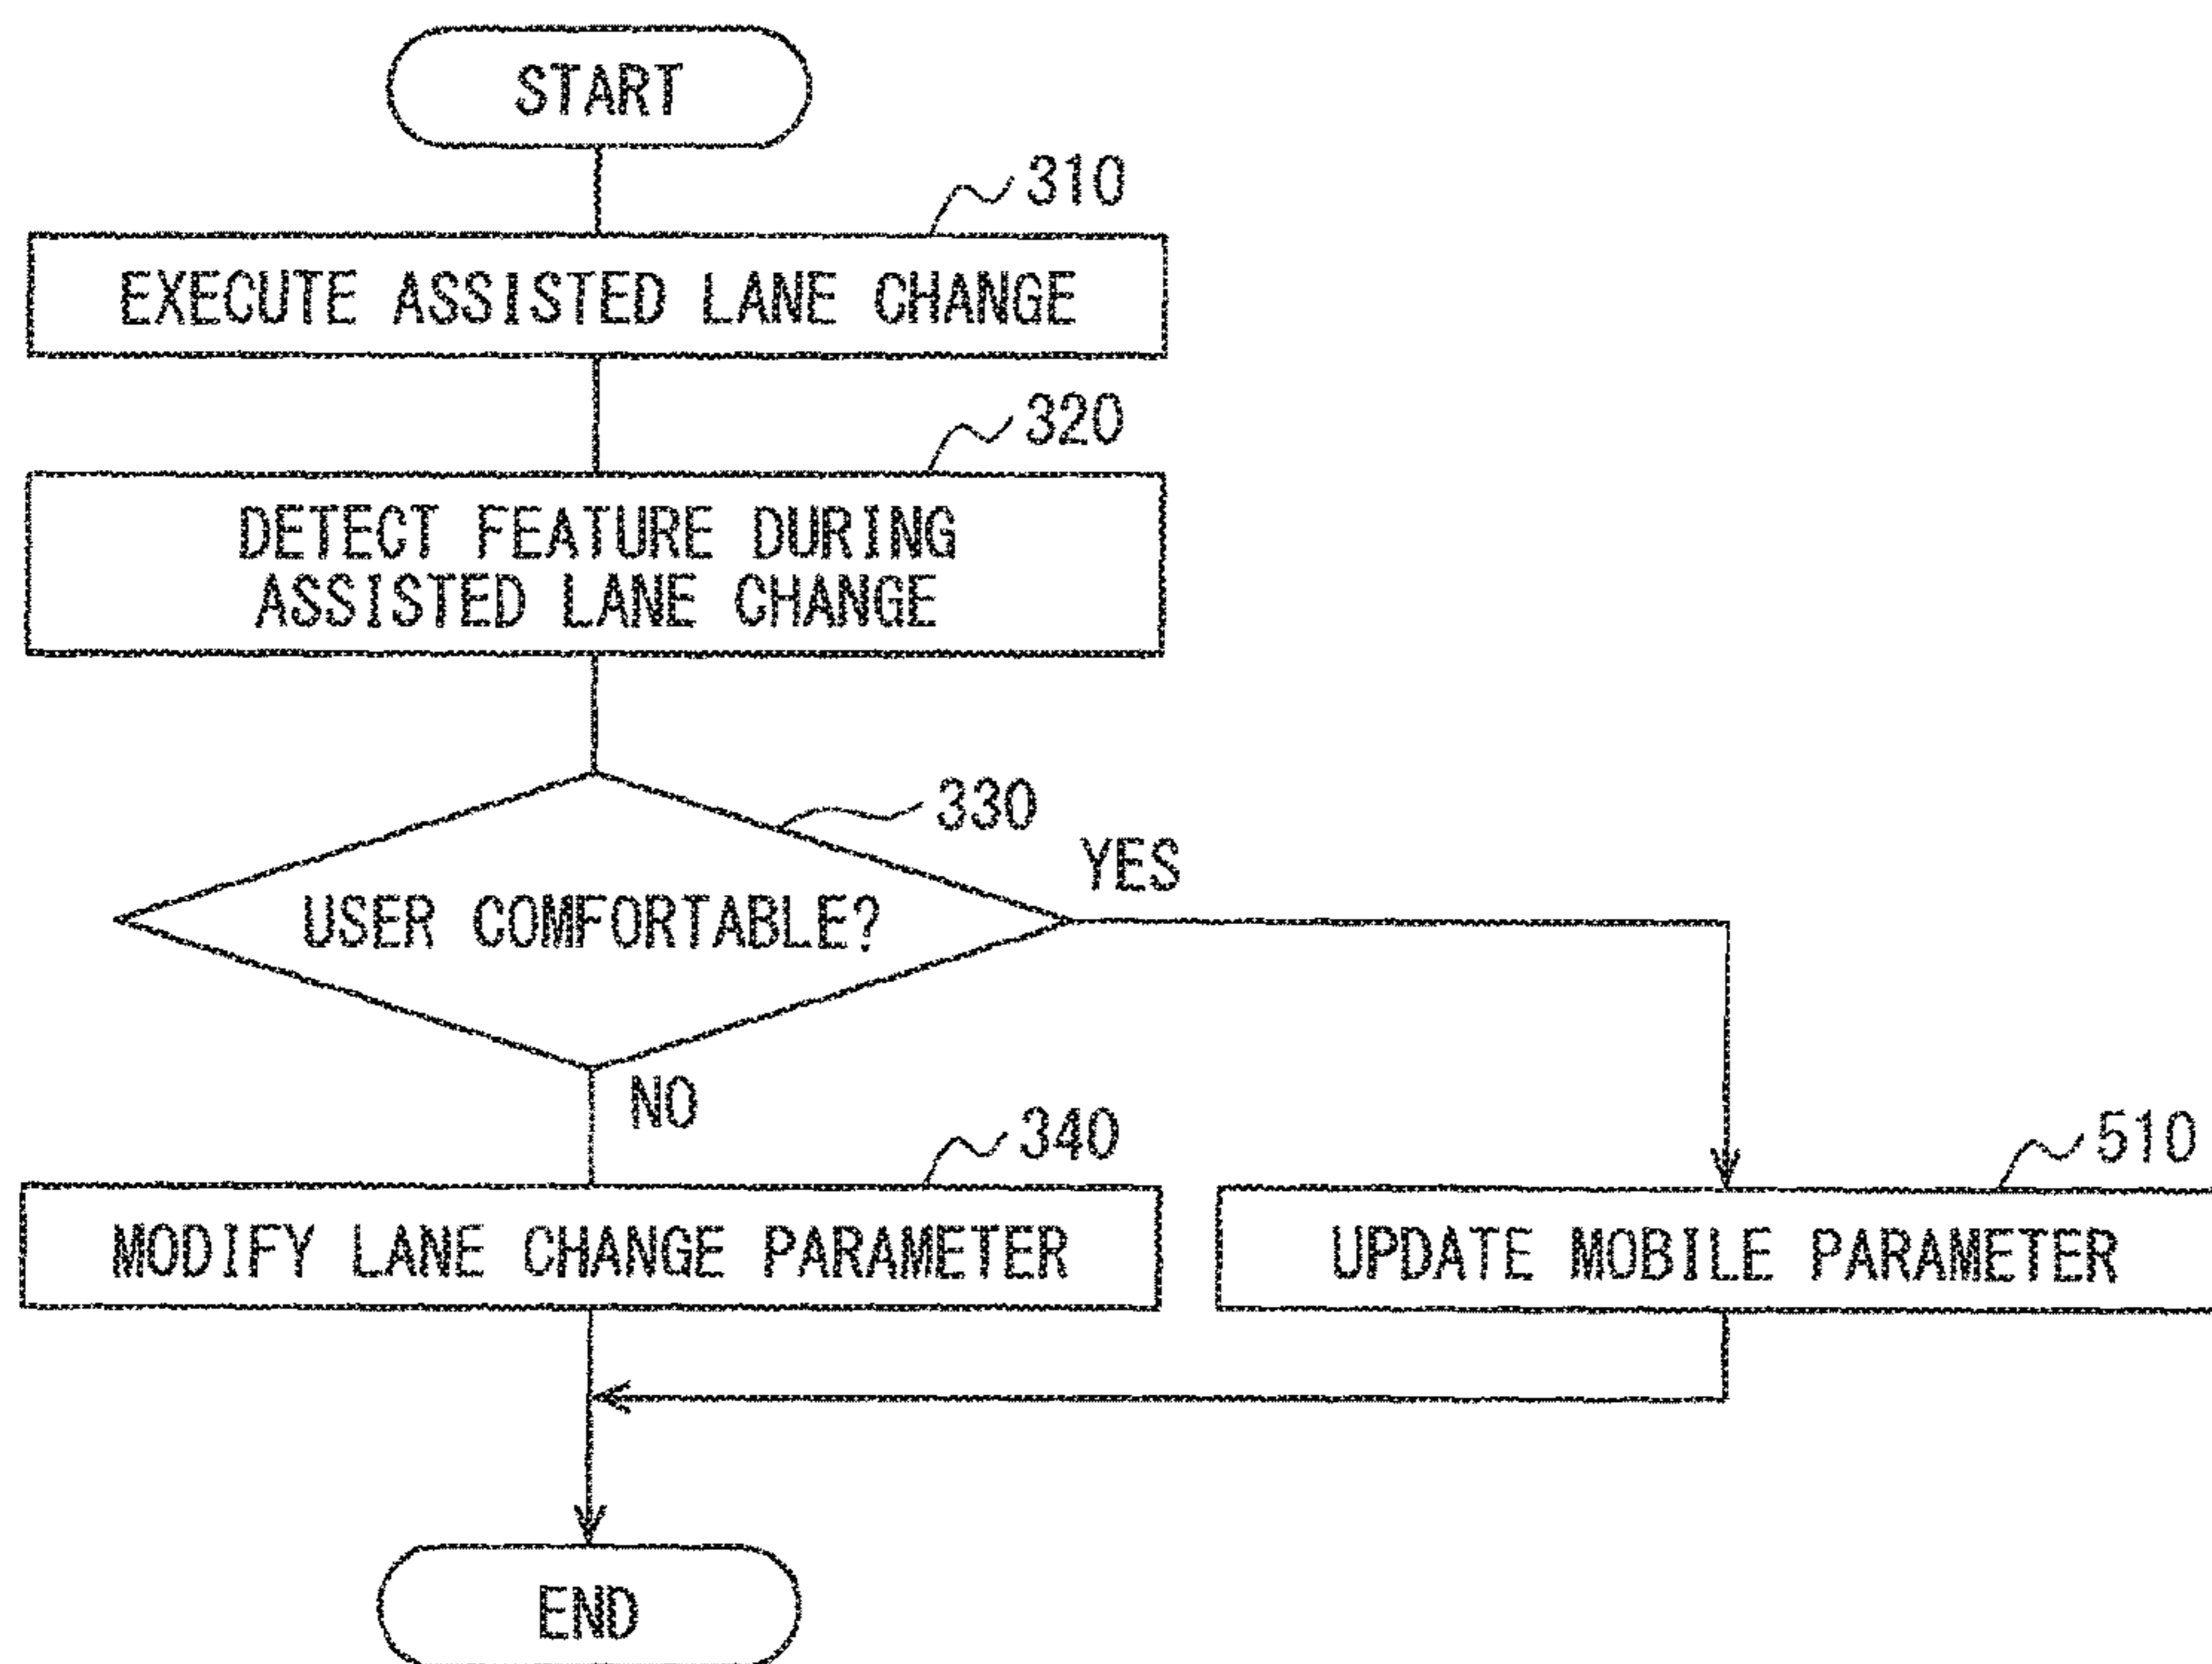 START
310
EXECUTE ASSISTED LANE CHANGE
320
DETECT FEATURE DURING
ASSISTED LANE CHANGE
330
YES
USER COMFORTABLE?
NO
340
510
MODIFY LANE CHANGE PARAMETER
UPDATE MOBILE PARAMETER
END